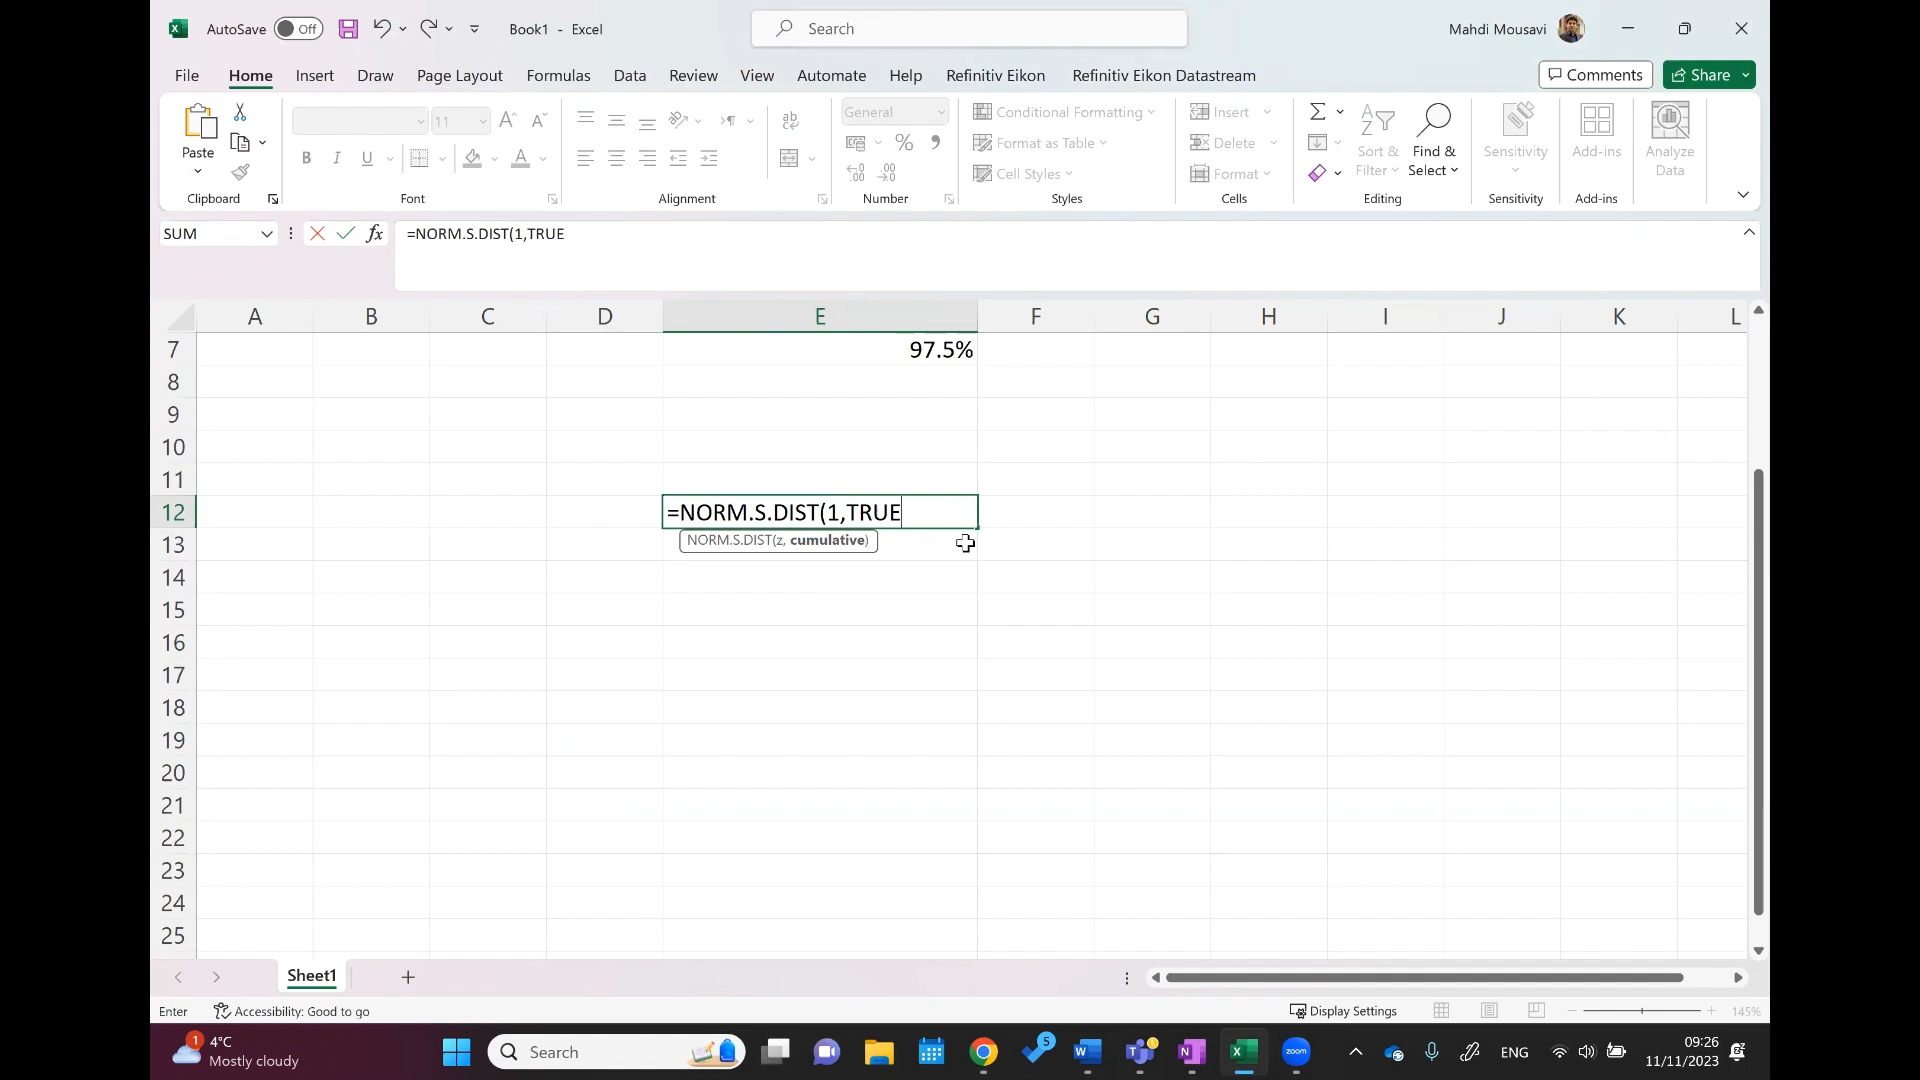 AutoSave Off Book1 - Excel Search Mahdi Mousavi
File Home Insert Draw Page Layout Formulas Data Review View Automate Help Refinitiv Eikon Refinitiv Eikon Datastream Comments Share
11 General Conditional Formatting Insert
Paste Format as Table Delete Sort & Filter Find & Select Sensitivity Add-ins Analyze Data
B I U A Cell Styles Format
Clipboard Font Alignment Number Styles Cells Editing Sensitivity Add-ins
SUM fx =NORM.S.DIST(1,TRUE
A B C D E F G H I J K L
7 97.5%
8
9
10
11
12 =NORM.S.DIST(1,TRUE
13 NORM.S.DIST(z, cumulative)
14
15
16
17
18
19
20
21
22
23
24
25
Sheet1
Enter Accessibility: Good to go Display Settings 145%
1 4°C 5 09:26
Mostly cloudy Search zoom ENG 11/11/2023